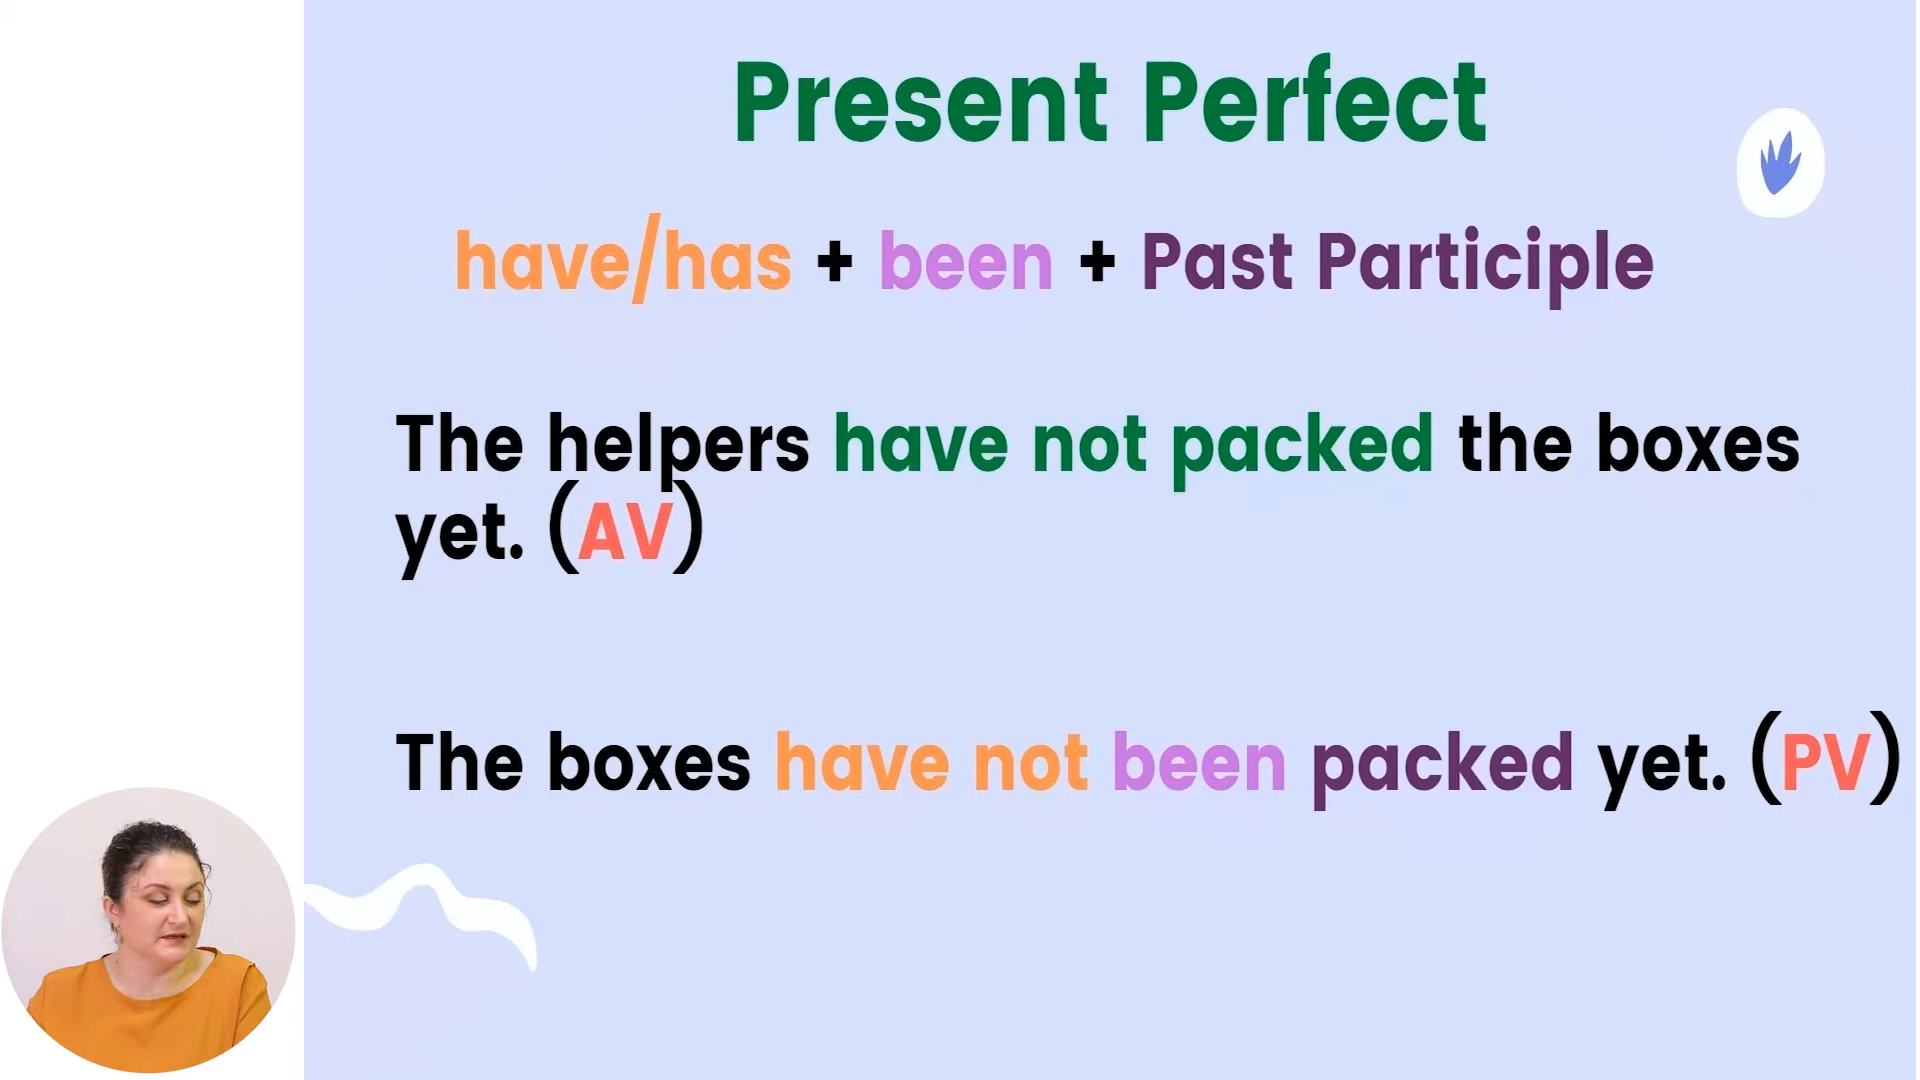 Present Perfect
have/has + been + Past Participle
The helpers have not packed the boxes
yet. (AV)
The boxes have not been packed yet. (PV)